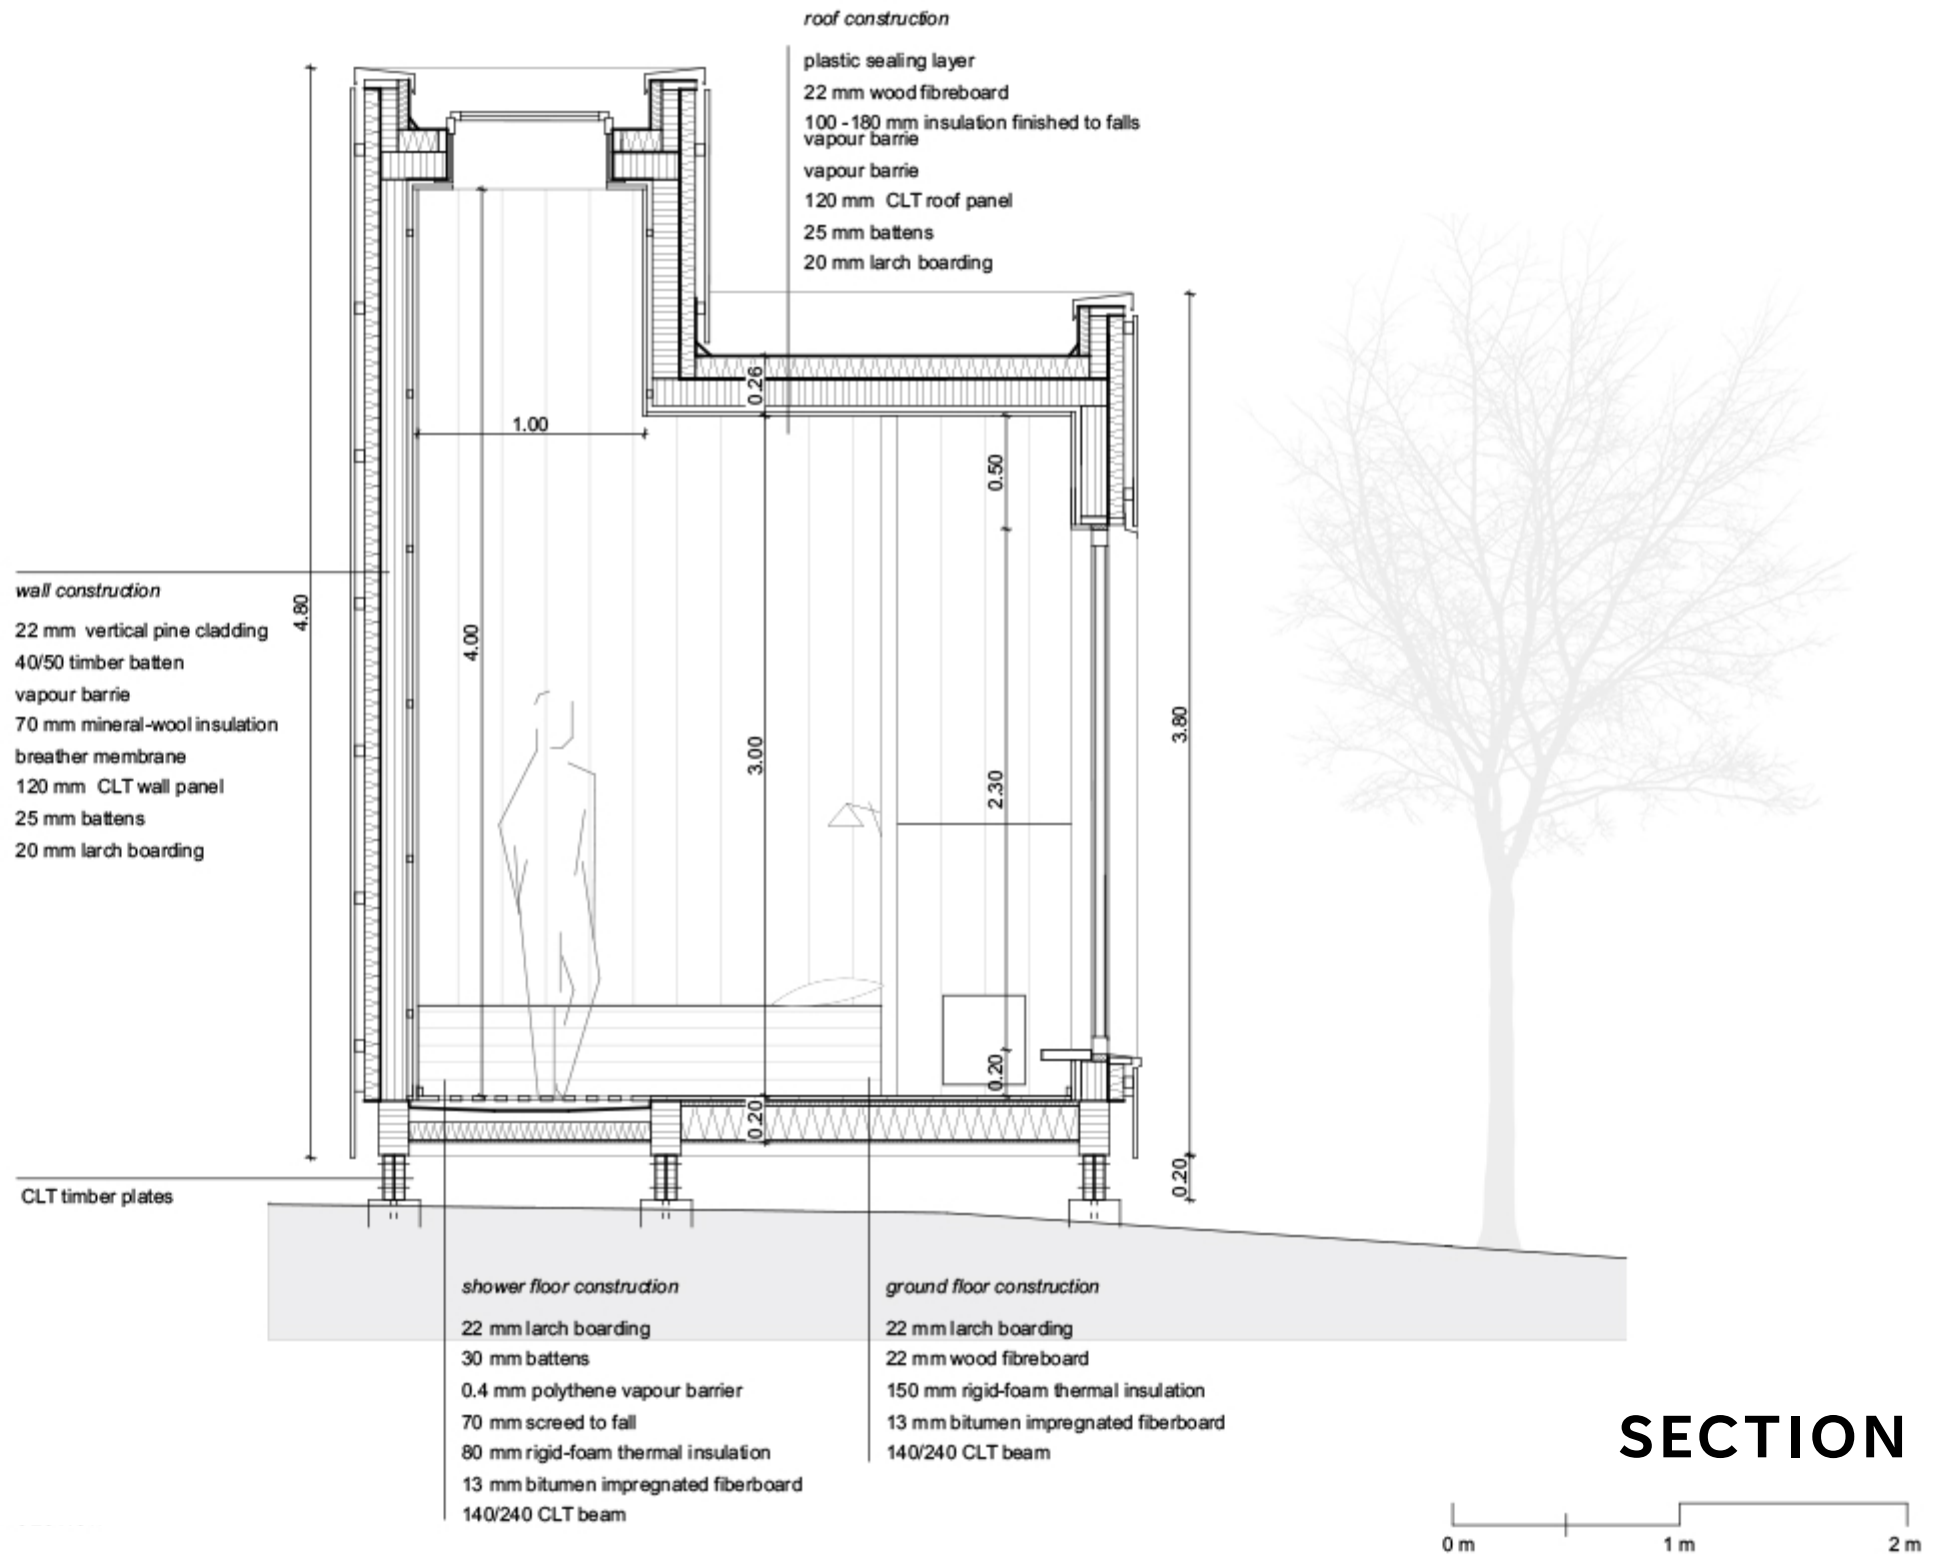 roof construction
plastic sealing layer
22 mm wood fibreboard
100 -180 mm insulation finished to falls
vapour barrie
vapour barrie
120 mm CLT roof panel
25 mm battens
20 mm larch boarding
0.26
1.00
0.50
wall construction
22 mm vertical pine cladding
40/50 timber batten
vapour barrie
70 mm mineral-wool insulation
breather membrane
120 mm CLT wall panel
25 mm battens
20 mm larch boarding
4.80
4.00
3.00
2.30
3.80
0.20
0.20
0.20
CLT timber plates
shower floor construction
22 mm larch boarding
30 mm battens
0.4 mm polythene vapour barrier
70 mm screed to fall
80 mm rigid-foam thermal insulation
13 mm bitumen impregnated fiberboard
140/240 CLT beam
ground floor construction
22 mm larch boarding
22 mm wood fibreboard
150 mm rigid-foam thermal insulation
13 mm bitumen impregnated fiberboard
140/240 CLT beam
SECTION
0 m 1 m 2 m